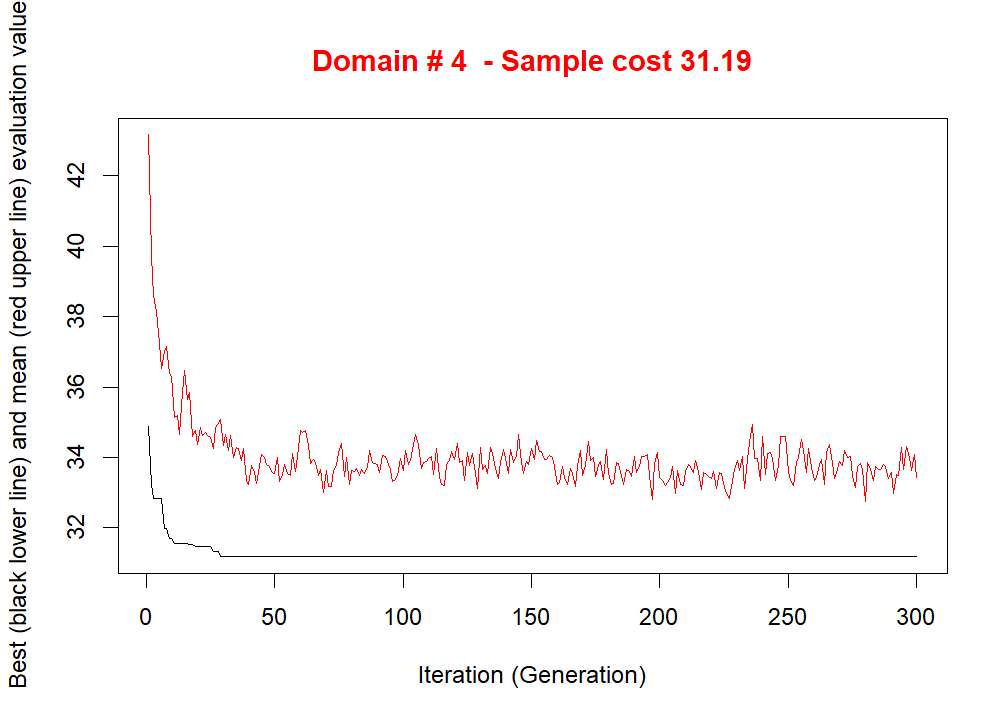 Domain # 4  - Sample cost 31.19
Best (black lower line) and mean (red upper line) evaluation value
42
40
38
36
34
32
0 50 100 150 200 250 300
Iteration (Generation)